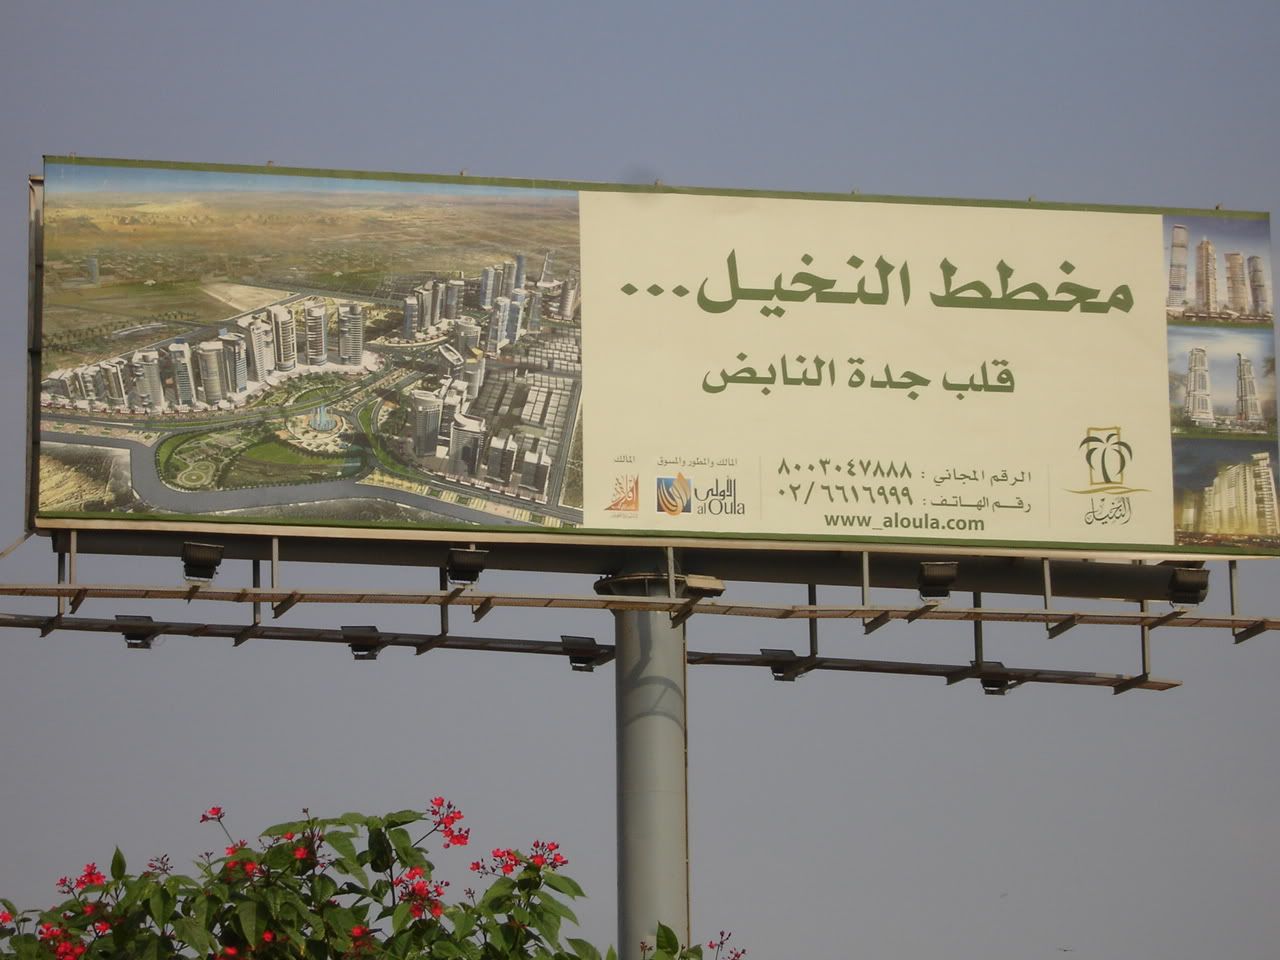 مخطط النخيل...
قلب جدة النابض
الرقم المجاني : ٨٠٠٣٠٤٧٨٨٨
رقم الهاتف : ٠٢/٦٦١٦٩٩٩
www_aloula.com
النخيل
المالك والمطور والمسوق
الأولى
al Oula
المالك